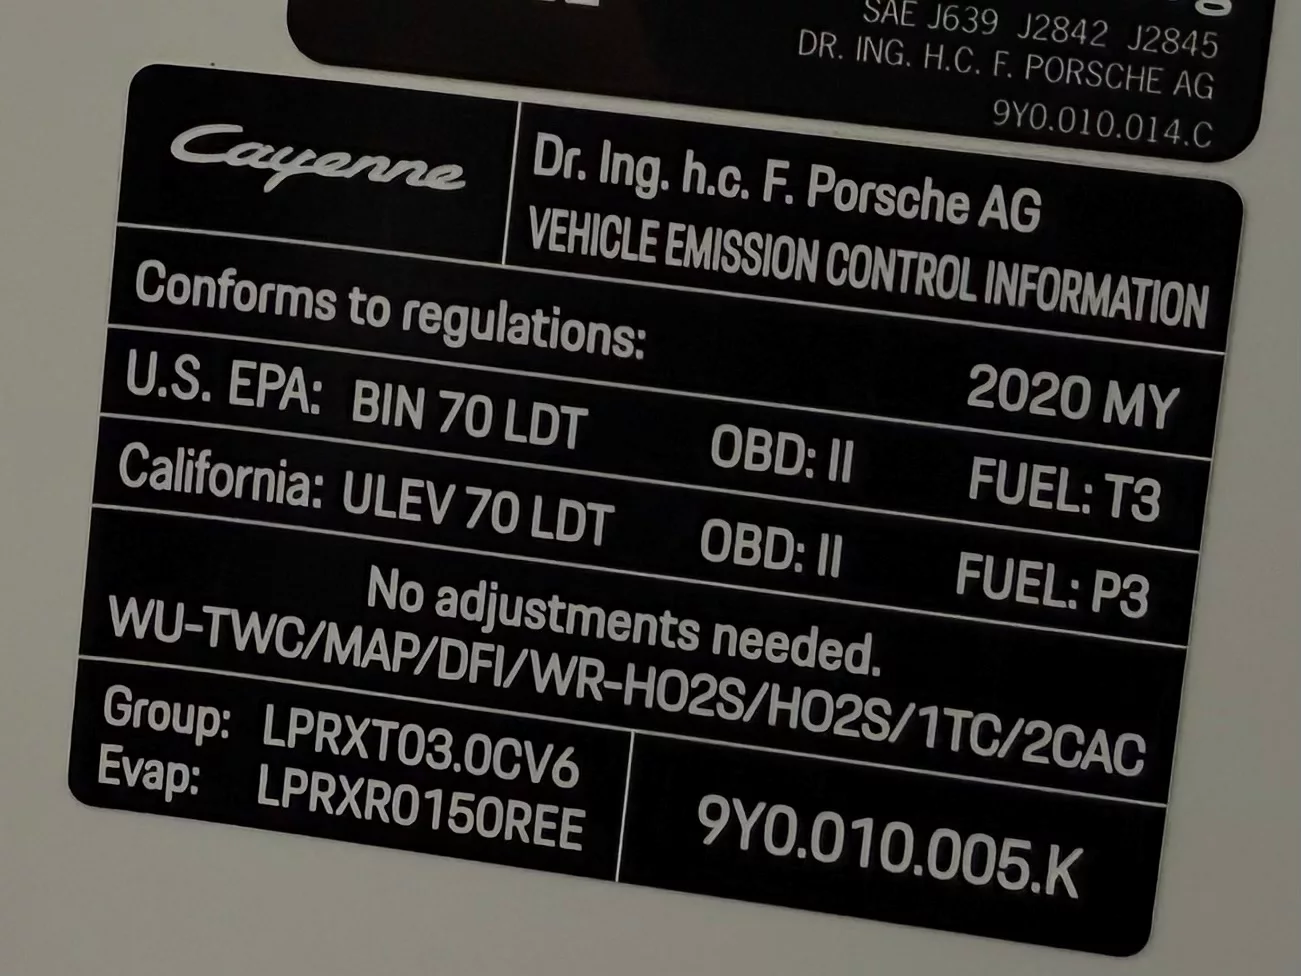 SAE J639 J2842 J2845
DR. ING. H.C. F. PORSCHE AG
9Y0.010.014.C
Cayenne
Dr. Ing. h.c. F. Porsche AG
VEHICLE EMISSION CONTROL INFORMATION
Conforms to regulations:
2020 MY
U.S. EPA: BIN 70 LDT OBD: II FUEL: T3
California: ULEV 70 LDT OBD: II FUEL: P3
No adjustments needed.
WU-TWC/MAP/DFI/WR-HO2S/HO2S/1TC/2CAC
Group: LPRXT03.0CV6
Evap: LPRXR0150REE
9Y0.010.005.K